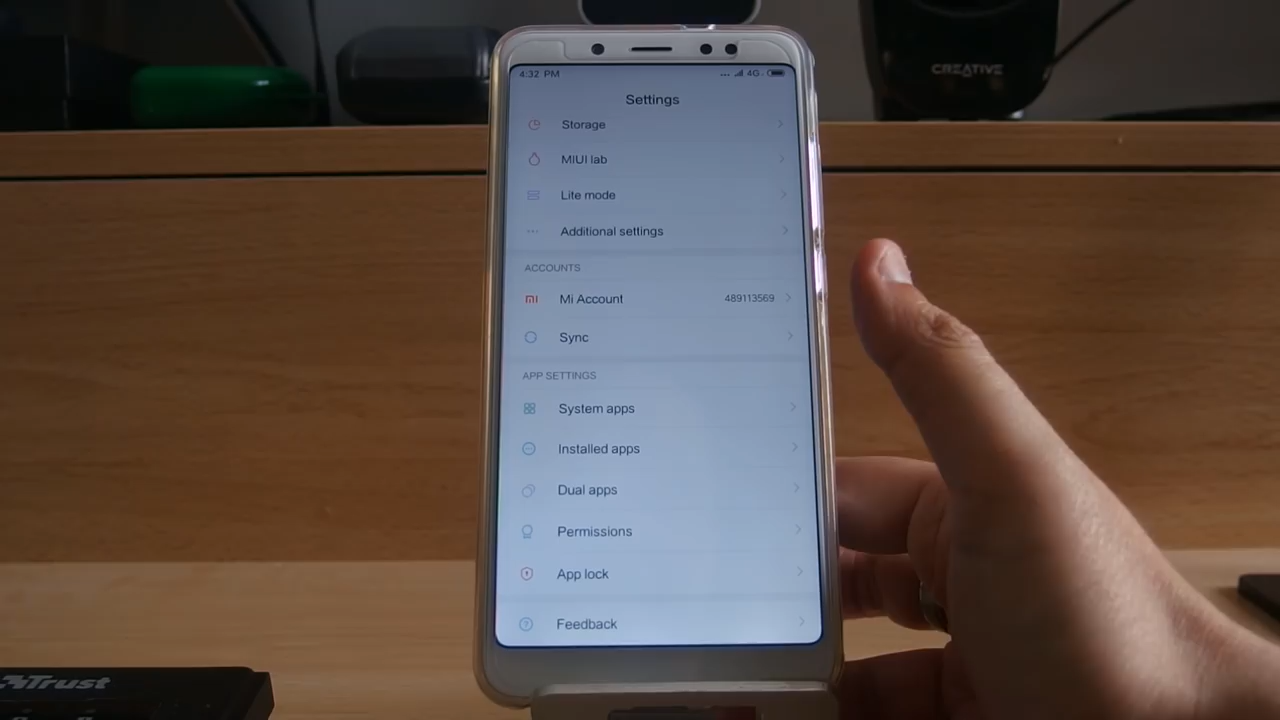 CREATIVE
4:32 PM ... 4G
Settings
Storage
MIUI lab
Lite mode
Additional settings
ACCOUNTS
mi Mi Account 489113569
Sync
APP SETTINGS
System apps
Installed apps
Dual apps
Permissions
App lock
Feedback
Trust